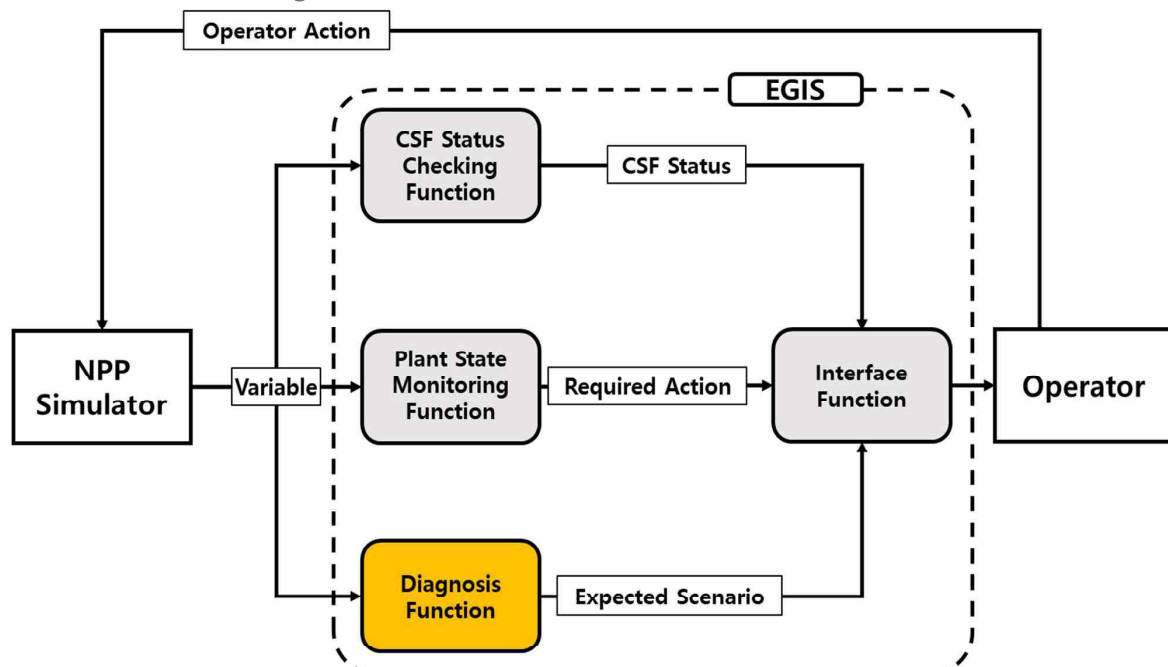 Operator Action
EGIS
CSF Status
Checking
Function
CSF Status
NPP
Simulator
Variable
Plant State
Monitoring
Function
Required Action
Interface
Function
Operator
Diagnosis
Function
Expected Scenario